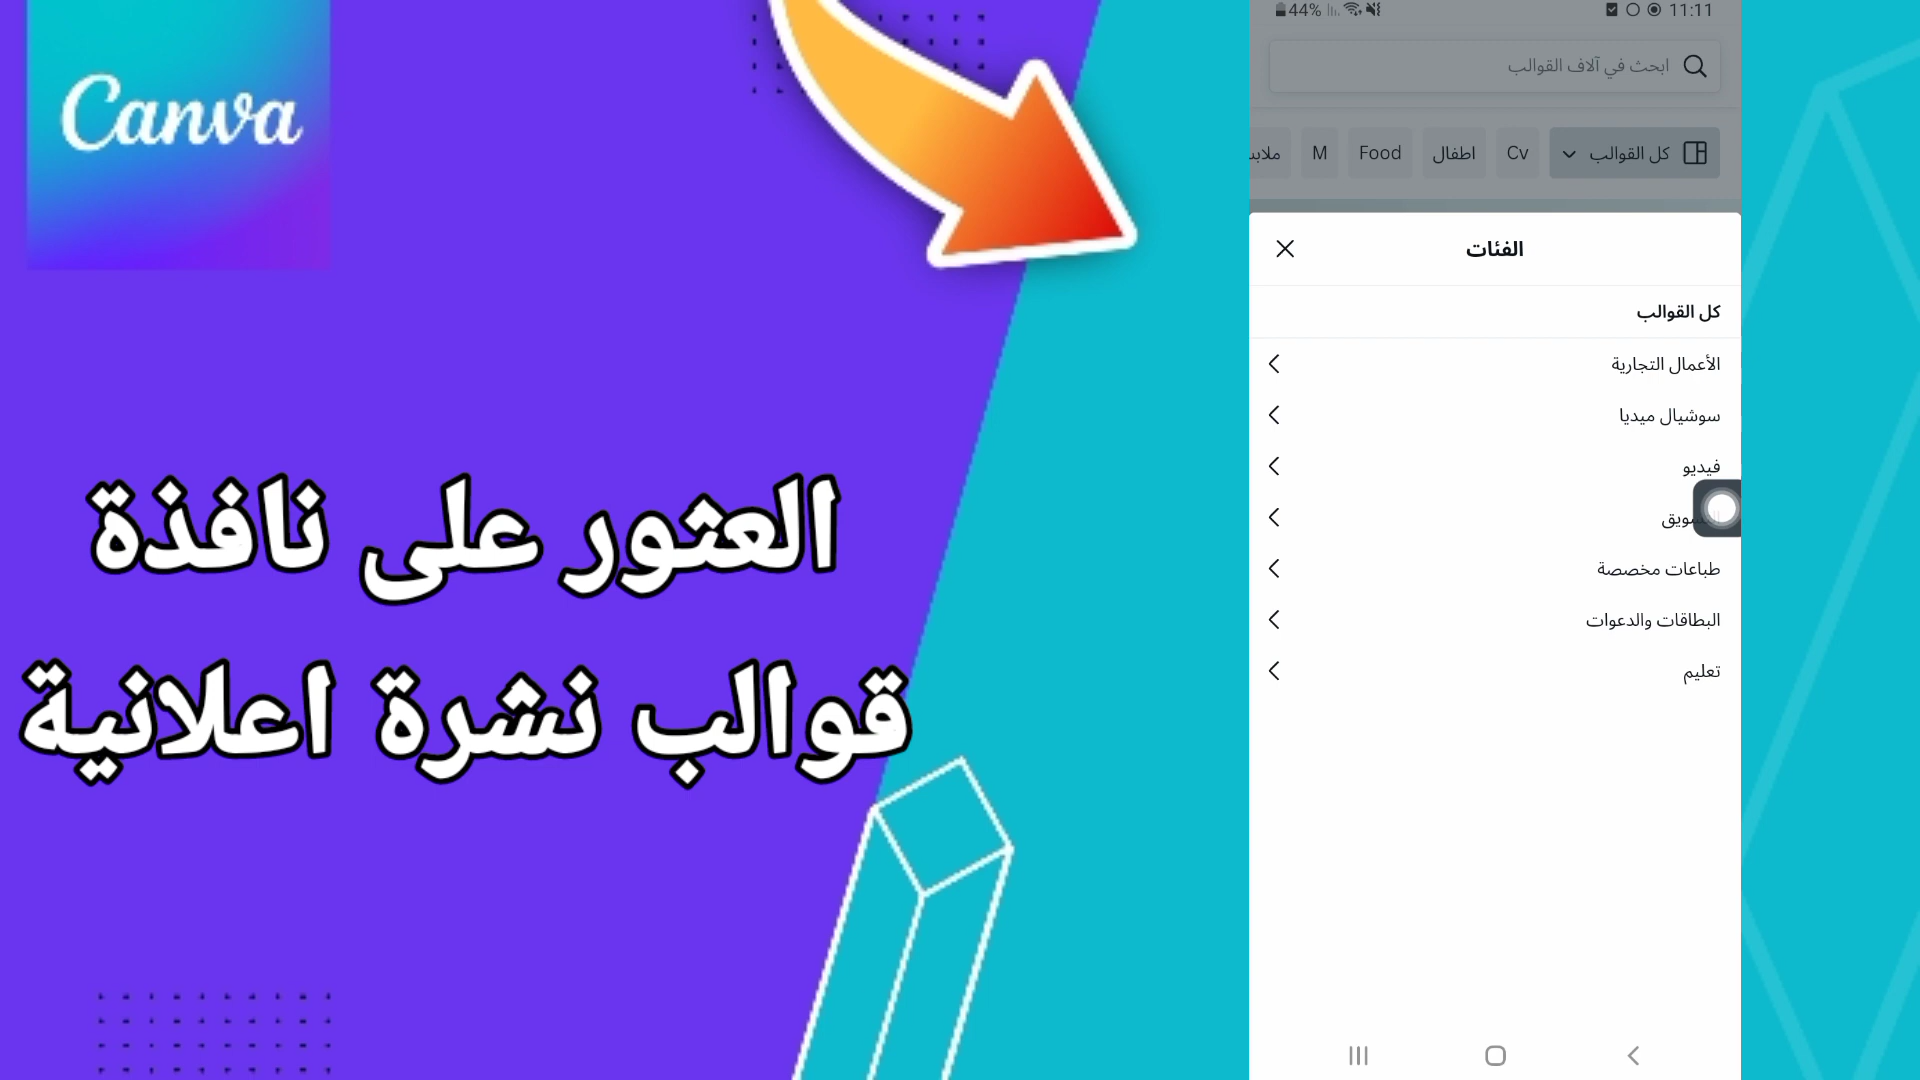 Canva
العثور على نافذة
قوالب نشرة اعلانية
44%
11:11
ابحث في آلاف القوالب
كل القوالب
Cv
اطفال
Food
M
الفئات
كل القوالب
الأعمال التجارية
سوشيال ميديا
فيديو
طباعات مخصصة
البطاقات والدعوات
تعليم